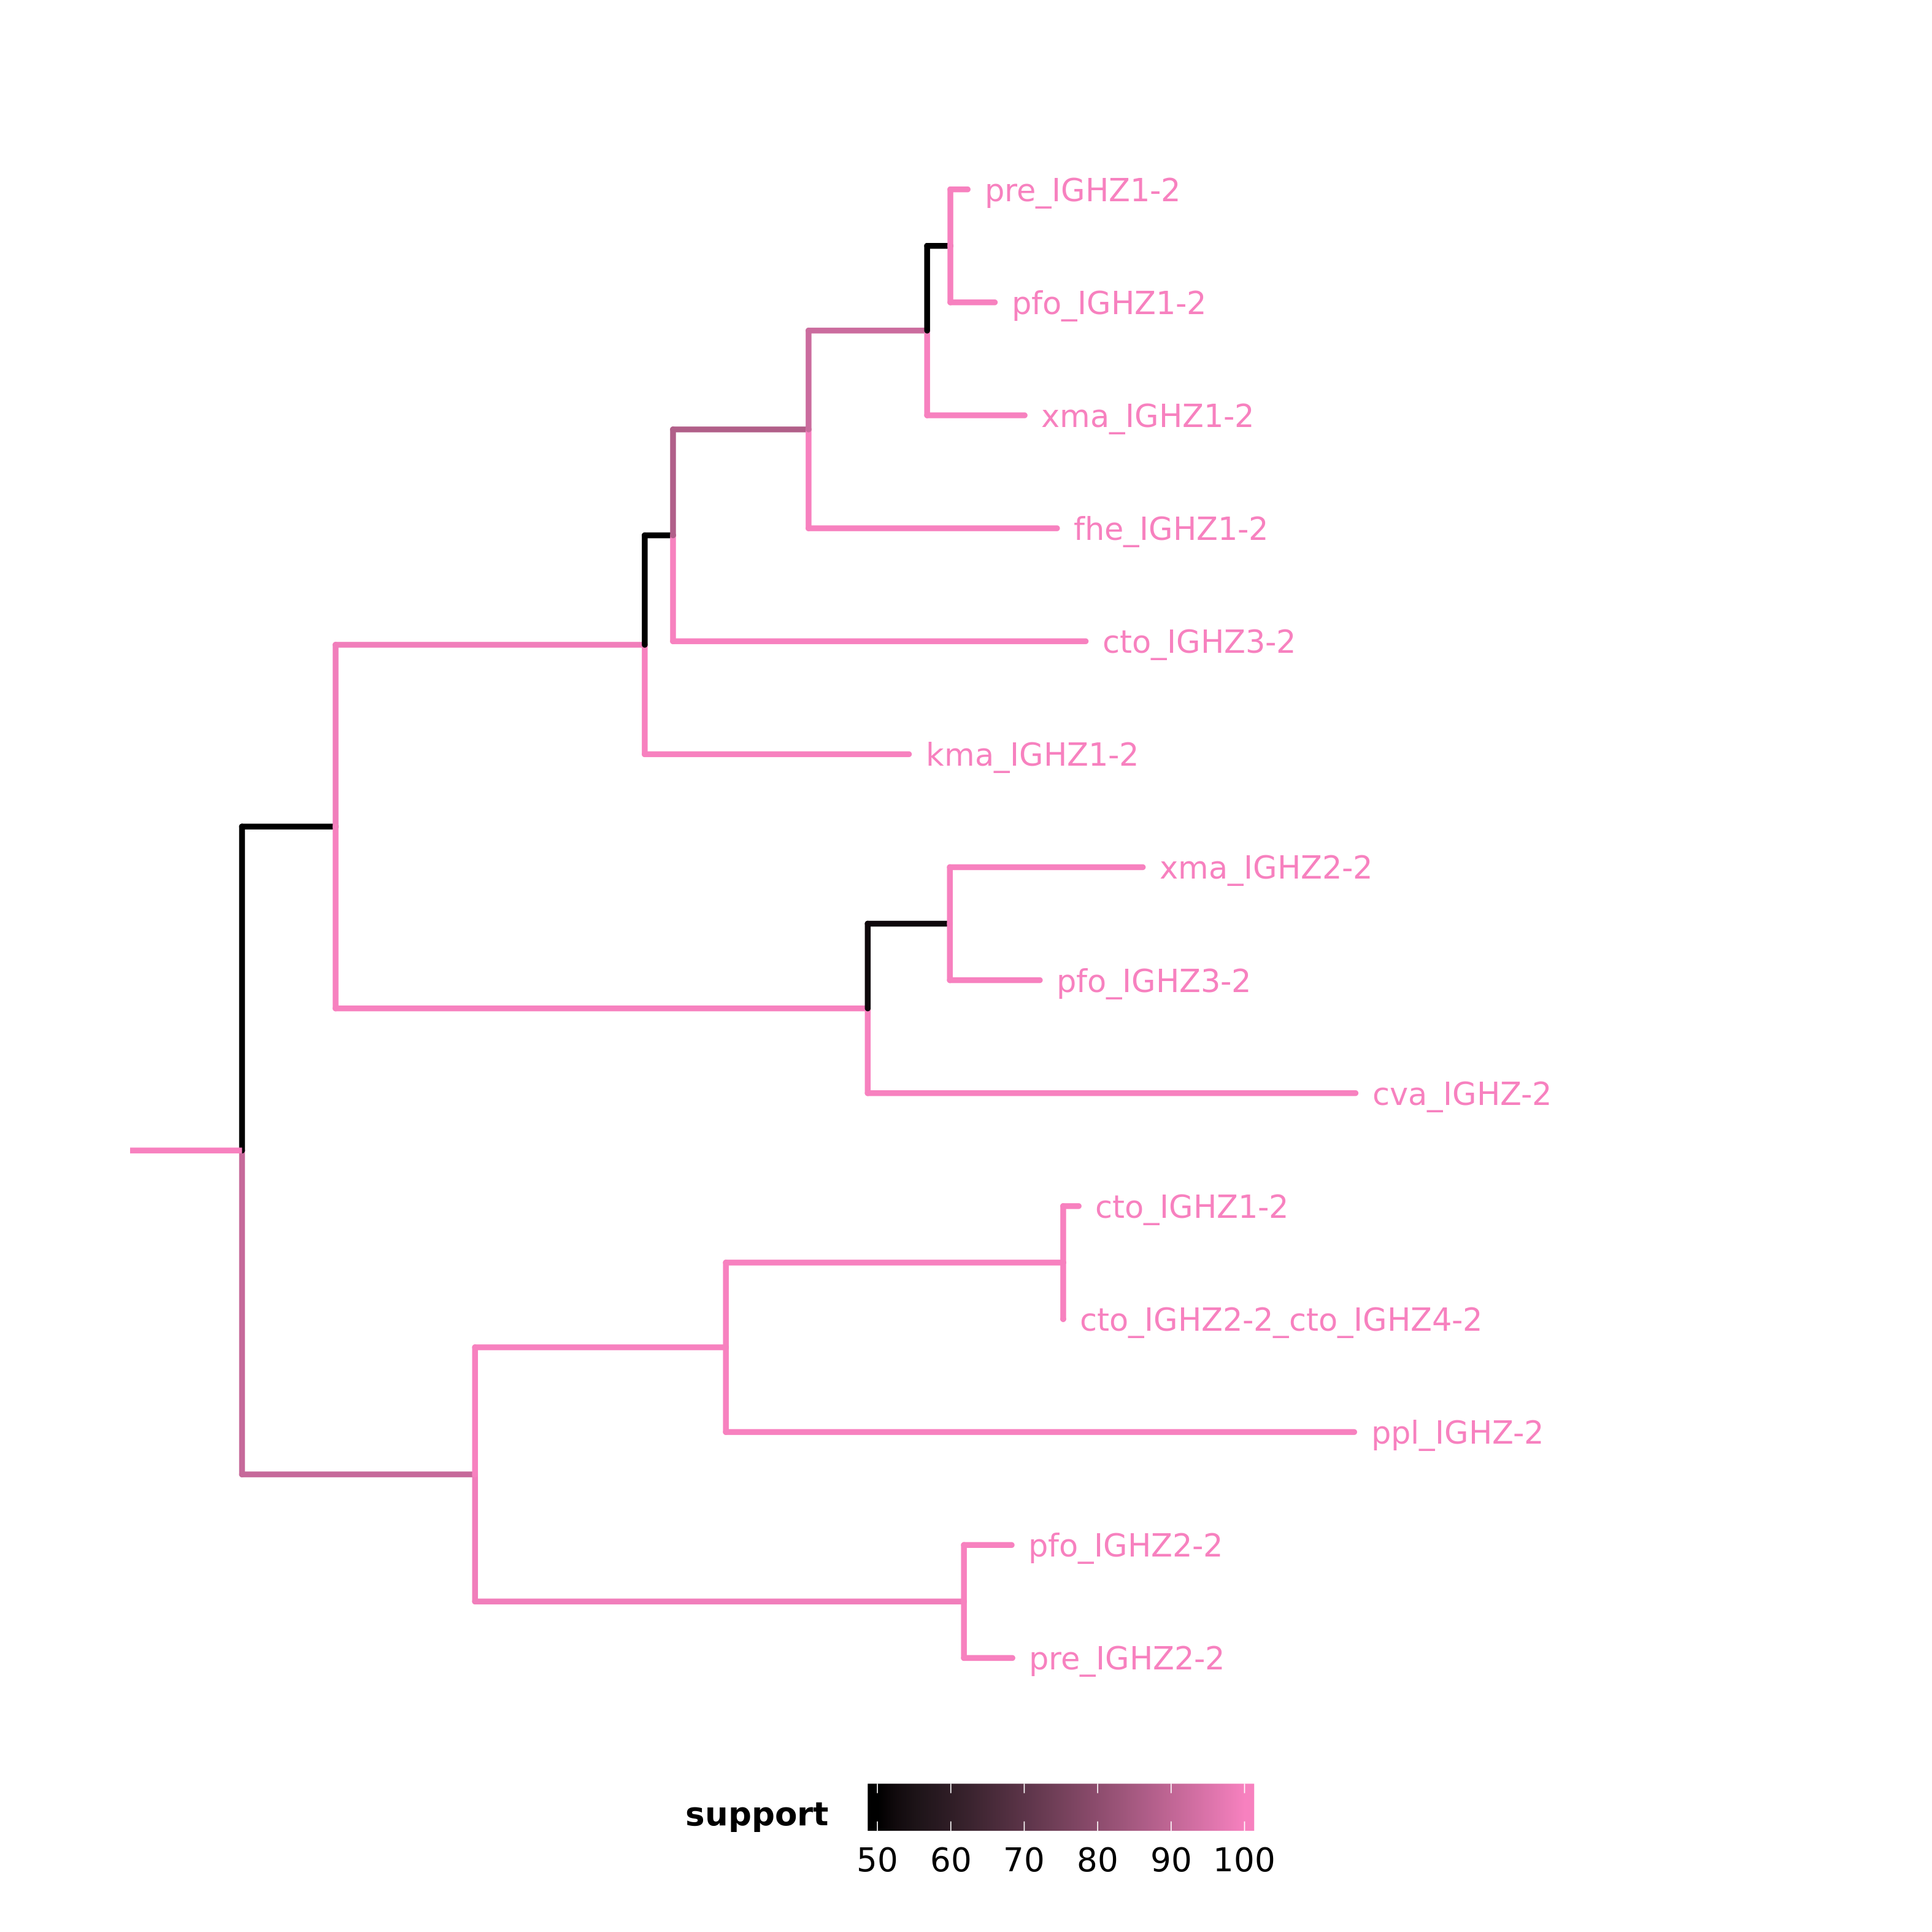 pre_IGHZ1-2
pfo_IGHZ1-2
xma_IGHZ1-2
fhe_IGHZ1-2
cto_IGHZ3-2
kma_IGHZ1-2
xma_IGHZ2-2
pfo_IGHZ3-2
cva_IGHZ-2
cto_IGHZ1-2
cto_IGHZ2-2_cto_IGHZ4-2
ppl_IGHZ-2
pfo_IGHZ2-2
pre_IGHZ2-2
support
50 60 70 80 90 100